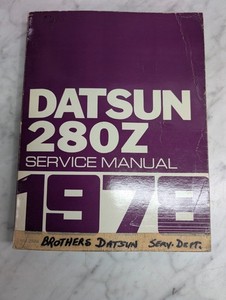 DATSUN
280Z
SERVICE MANUAL
1978
BROTHERS DATSUN SERV. DEPT.